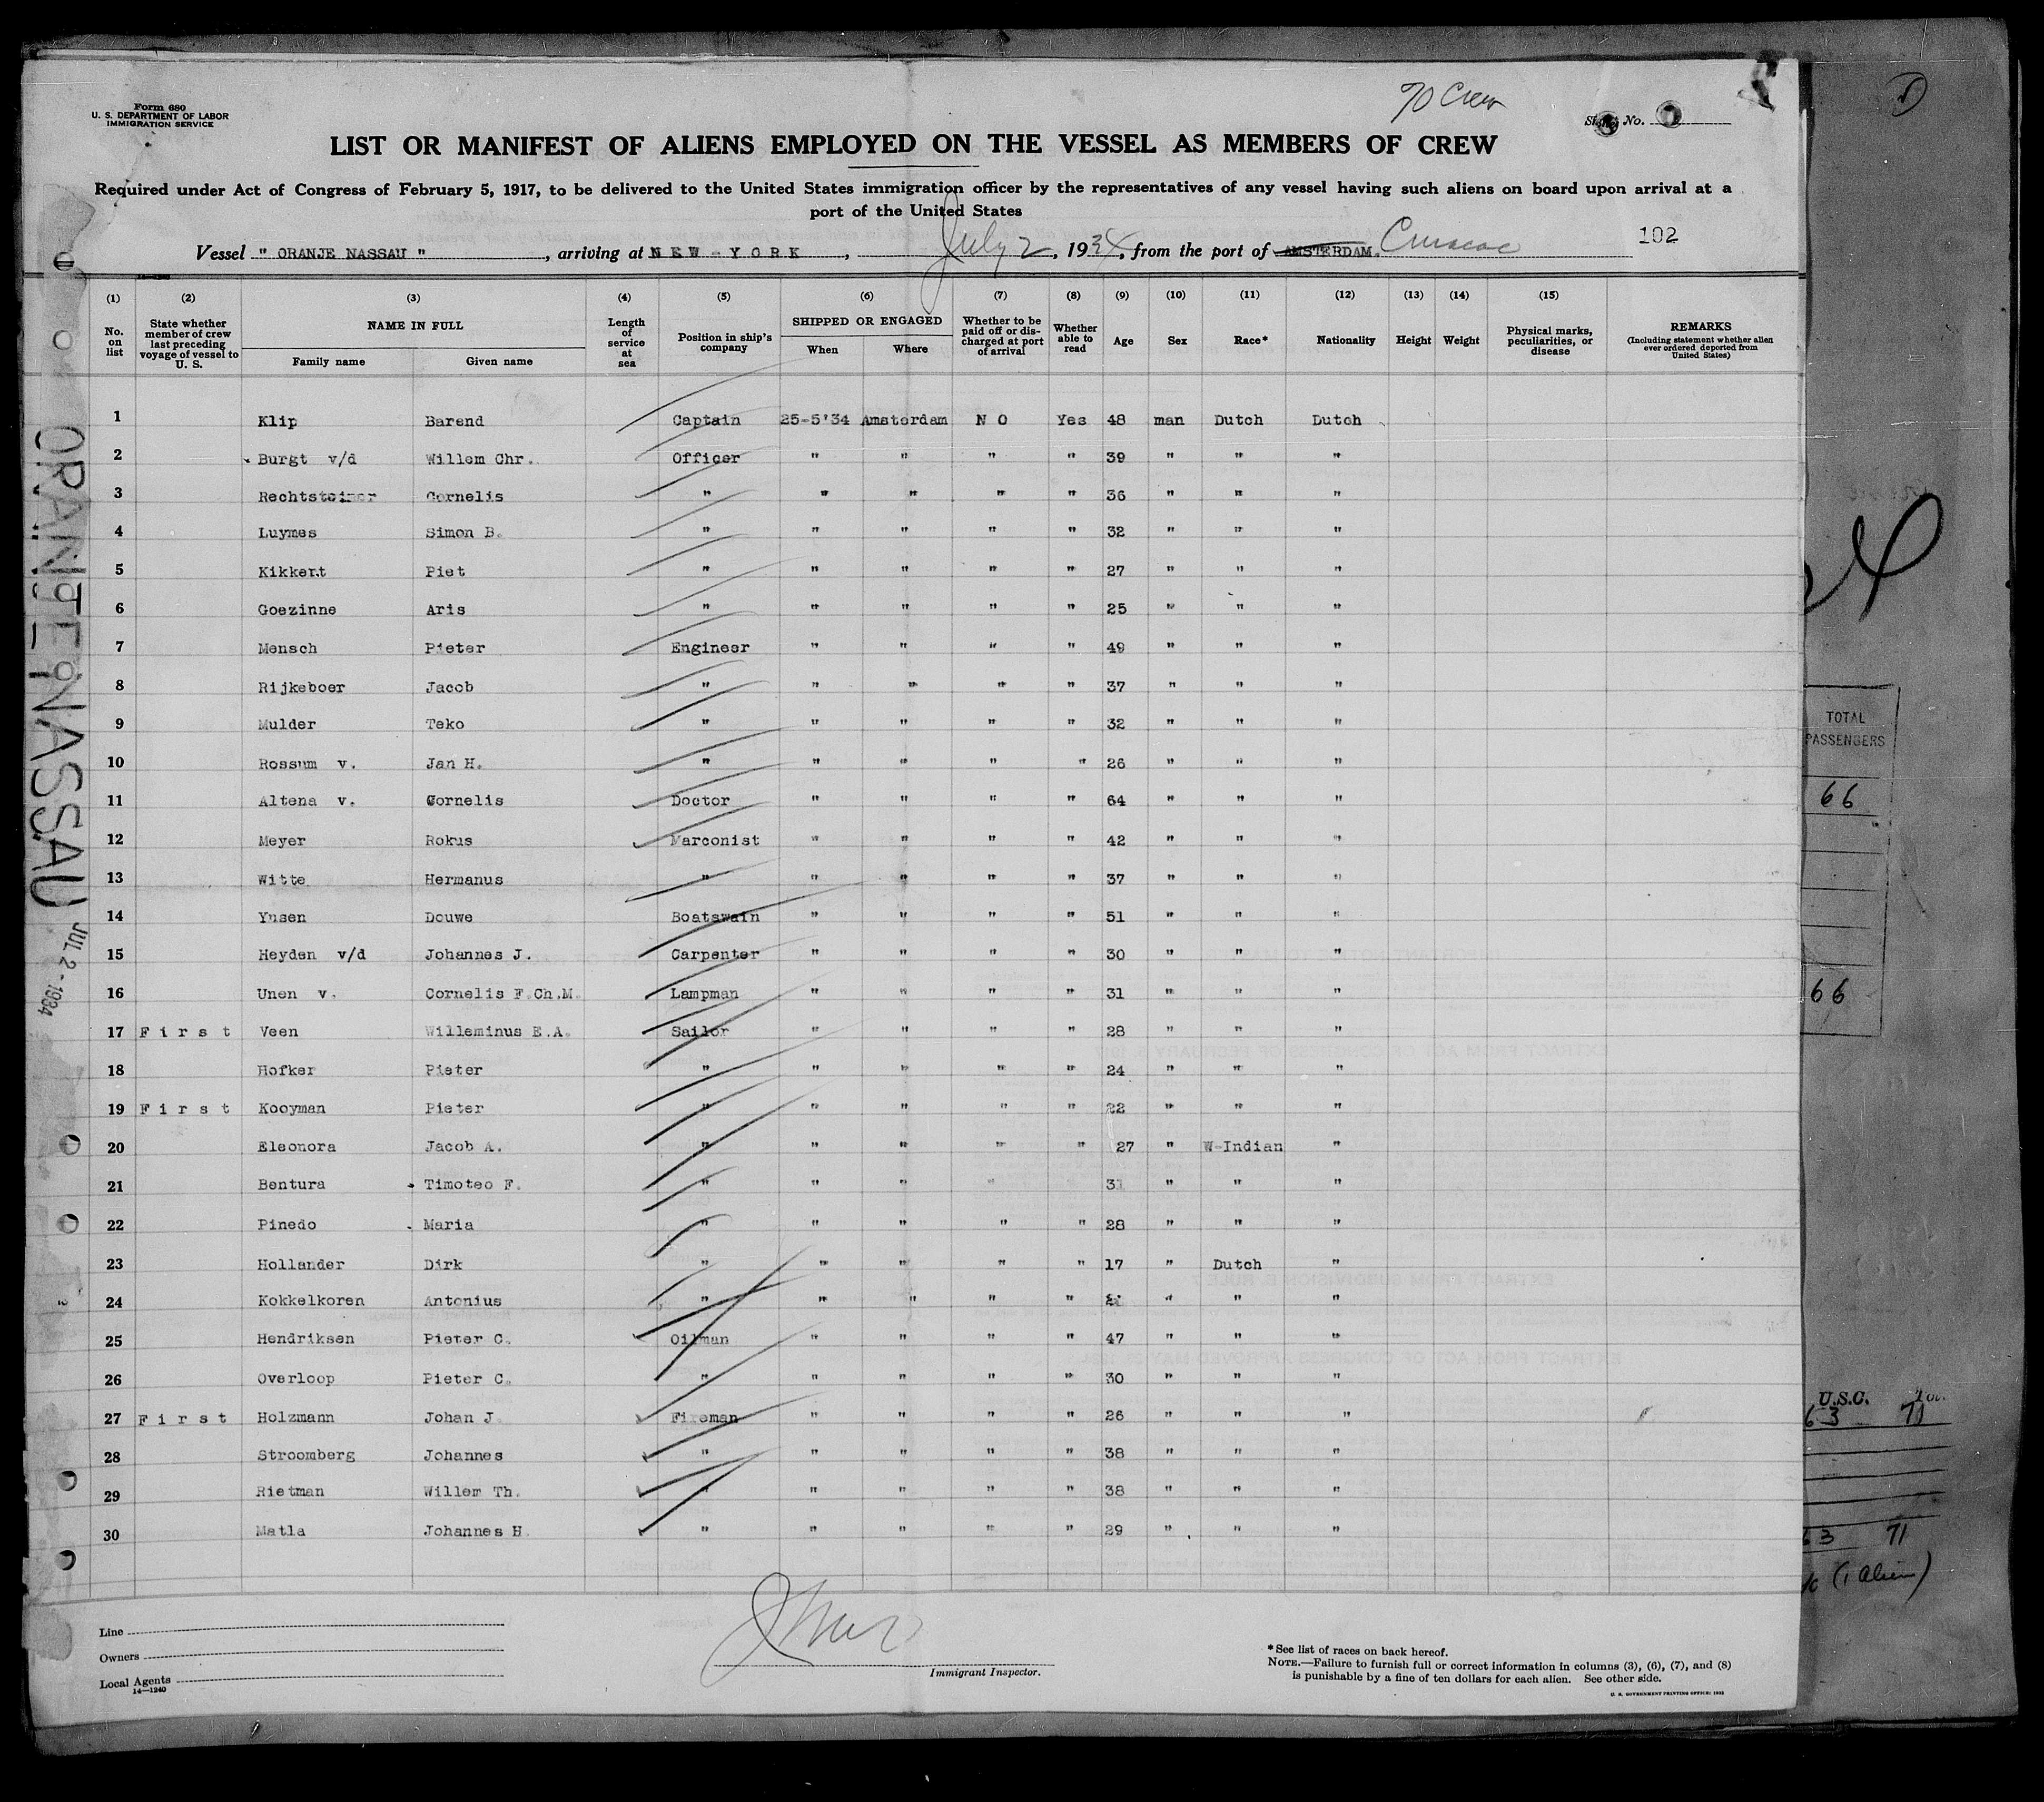 Form 680
U. S. DEPARTMENT OF LABOR
IMMIGRATION SERVICE
70 Crew
No.
LIST OR MANIFEST OF ALIENS EMPLOYED ON THE VESSEL AS MEMBERS OF CREW
Required under Act of Congress of February 5, 1917, to be delivered to the United States immigration officer by the representatives of any vessel having such aliens on board upon arrival at a
port of the United States
Vessel " ORANJE NASSAU ", arriving at NEW-YORK, July 2, 1934, from the port of AMSTERDAM. Curacao 102
(1) (2) (3) (4) (5) (6) (7) (8) (9) (10) (11) (12) (13) (14) (15)
No. on list State whether member of crew last preceding voyage of vessel to U. S. NAME IN FULL Family name Given name Length of service at sea Position in ship's company SHIPPED OR ENGAGED When Where Whether to be paid off or discharged at port of arrival Whether able to read Age Sex Race* Nationality Height Weight Physical marks, peculiarities, or disease REMARKS (Including statement whether alien ever ordered deported from United States)
1 Klip Barend Captain 25-5'34 Amsterdam N O Yes 48 man Dutch Dutch
2 Burgt v/d Willem Chr. Officer " " " " 39 " " "
3 Rechtsteiner Cornelis " " " " " 36 " " "
4 Luymes Simon B. " " " " " 32 " " "
5 Kikkert Piet " " " " " 27 " " "
6 Goezinne Aris " " " " " 25 " " "
7 Mensch Pieter Engineer " " " " 49 " " "
8 Rijkeboer Jacob " " " " " 37 " " "
9 Mulder Teko " " " " " 32 " " "
10 Rossum v. Jan H. " " " " " 26 " " "
11 Altena v. Cornelis Doctor " " " " 64 " " "
12 Meyer Rokus Marconist " " " " 42 " " "
13 Witte Hermanus " " " " " 37 " " "
14 Ynsen Douwe Boatswain " " " " 51 " " "
15 Heyden v/d Johannes J. Carpenter " " " " 30 " " "
16 Unen v. Cornelis F.Ch.M. Lampman " " " " 31 " " "
17 First Veen Willeminus E.A. Sailor " " " " 28 " " "
18 Hofker Pieter " " " " " 24 " " "
19 First Kooyman Pieter " " " " " 22 " " "
20 Eleonora Jacob A. " " " " " 27 " W-Indian "
21 Bentura Timoteo F. " " " " " 31 " " "
22 Pinedo Maria " " " " " 28 " " "
23 Hollander Dirk " " " " " 17 " Dutch "
24 Kokkelkoren Antonius " " " " " " " "
25 Hendriksen Pieter C. Oilman " " " " 47 " " "
26 Overloop Pieter C. " " " " " 30 " " "
27 First Holzmann Johan J. Fireman " " " " 26 " " "
28 Stroomberg Johannes " " " " " 38 " " "
29 Rietman Willem Th. " " " " " 38 " " "
30 Matla Johannes H. " " " " " 29 " " "
Line
Owners
Local Agents
14—1240
Immigrant Inspector.
*See list of races on back hereof.
NOTE.—Failure to furnish full or correct information in columns (3), (6), (7), and (8)
is punishable by a fine of ten dollars for each alien. See other side.
U. S. GOVERNMENT PRINTING OFFICE: 1932
ORANJE NASSAU
JUL 2 - 1934
TOTAL
PASSENGERS
66
66
U.S.C.
63 71
63 71
(1 alien)